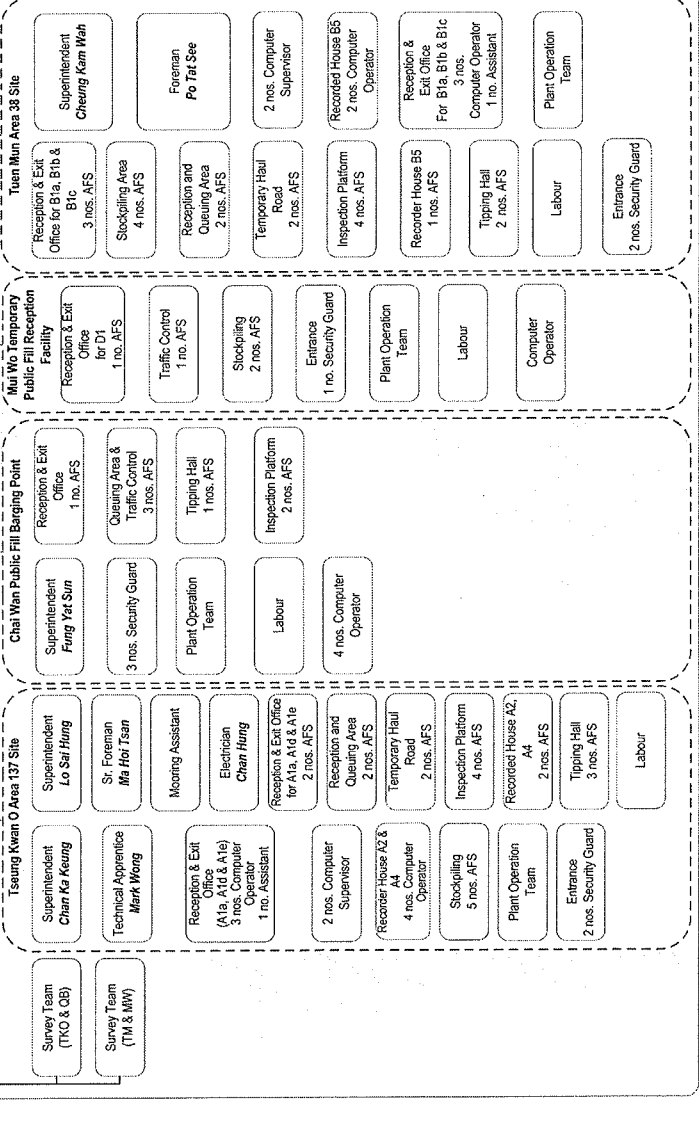 Survey Team
(TKO & QB)
Survey Team
(TM & MW)
Tseung Kwan O Area 137 Site
Superintendent
Chan Ka Keung
Technical Apprentice
Mark Wong
Reception & Exit
Office
(A1a, A1d & A1e)
3 nos. Computer
Operator
1 no. Assistant
2 nos. Computer
Supervisor
Recorder House A2 &
A4
4 nos. Computer
Operator
Stockpiling
5 nos. AFS
Plant Operation
Team
Entrance
2 nos. Security Guard
Superintendent
Lo Sai Hung
Sr. Foreman
Ma Hoi Tsan
Mooring Assistant
Electrician
Chan Hung
Reception & Exit Office
for A1a, A1d & A1e
2 nos. AFS
Reception and
Queuing Area
2 nos. AFS
Temporary Haul
Road
2 nos. AFS
Inspection Platform
4 nos. AFS
Recorded House A2,
A4
2 nos. AFS
Tipping Hall
3 nos. AFS
Labour
Chai Wan Public Fill Barging Point
Superintendent
Fung Yat Sun
3 nos. Security Guard
Plant Operation
Team
Labour
4 nos. Computer
Operator
Reception & Exit
Office
1 no. AFS
Queuing Area &
Traffic Control
3 nos. AFS
Tipping Hall
1 nos. AFS
Inspection Platform
2 nos. AFS
Mui Wo Temporary
Public Fill Reception
Facility
Reception & Exit
Office
for D1
1 no. AFS
Traffic Control
1 no. AFS
Stockpiling
2 nos. AFS
Entrance
1 no. Security Guard
Plant Operation
Team
Labour
Computer
Operator
Tuen Mun Area 38 Site
Reception & Exit
Office for B1a, B1b &
B1c
3 nos. AFS
Stockpiling Area
4 nos. AFS
Reception and
Queuing Area
2 nos. AFS
Temporary Haul
Road
2 nos. AFS
Inspection Platform
4 nos. AFS
Recorder House B5
1 nos. AFS
Tipping Hall
2 nos. AFS
Labour
Entrance
2 nos. Security Guard
Superintendent
Cheung Kam Wah
Foreman
Po Tat See
2 nos. Computer
Supervisor
Recorded House B5
2 nos. Computer
Operator
Reception &
Exit Office
For B1a, B1b & B1c
3 nos.
Computer Operator
1 no. Assistant
Plant Operation
Team